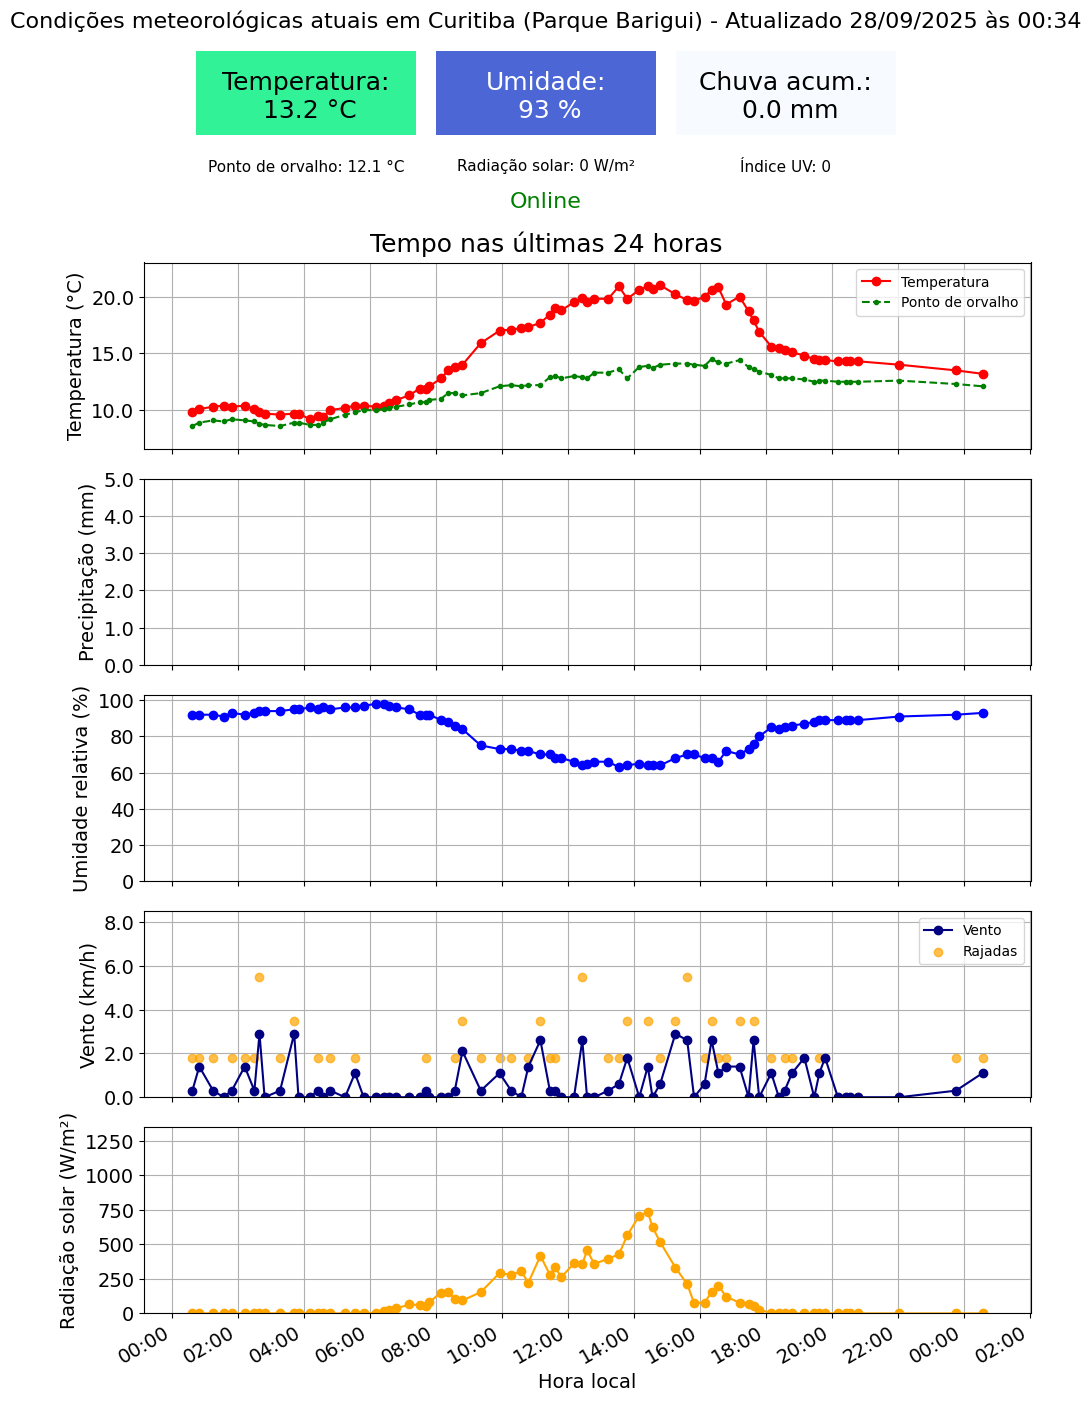 Condições meteorológicas atuais em Curitiba (Parque Barigui) - Atualizado 28/09/2025 às 00:34
Temperatura:
13.2 °C
Umidade:
93 %
Chuva acum.:
0.0 mm
Ponto de orvalho: 12.1 °C
Radiação solar: 0 W/m²
Índice UV: 0
Online
Tempo nas últimas 24 horas
Temperatura (°C)
20.0
15.0
10.0
Temperatura
Ponto de orvalho
Precipitação (mm)
5.0
4.0
3.0
2.0
1.0
0.0
Umidade relativa (%)
100
80
60
40
20
0
Vento (km/h)
8.0
6.0
4.0
2.0
0.0
Vento
Rajadas
Radiação solar (W/m²)
1250
1000
750
500
250
0
00:00 02:00 04:00 06:00 08:00 10:00 12:00 14:00 16:00 18:00 20:00 22:00 00:00 02:00
Hora local